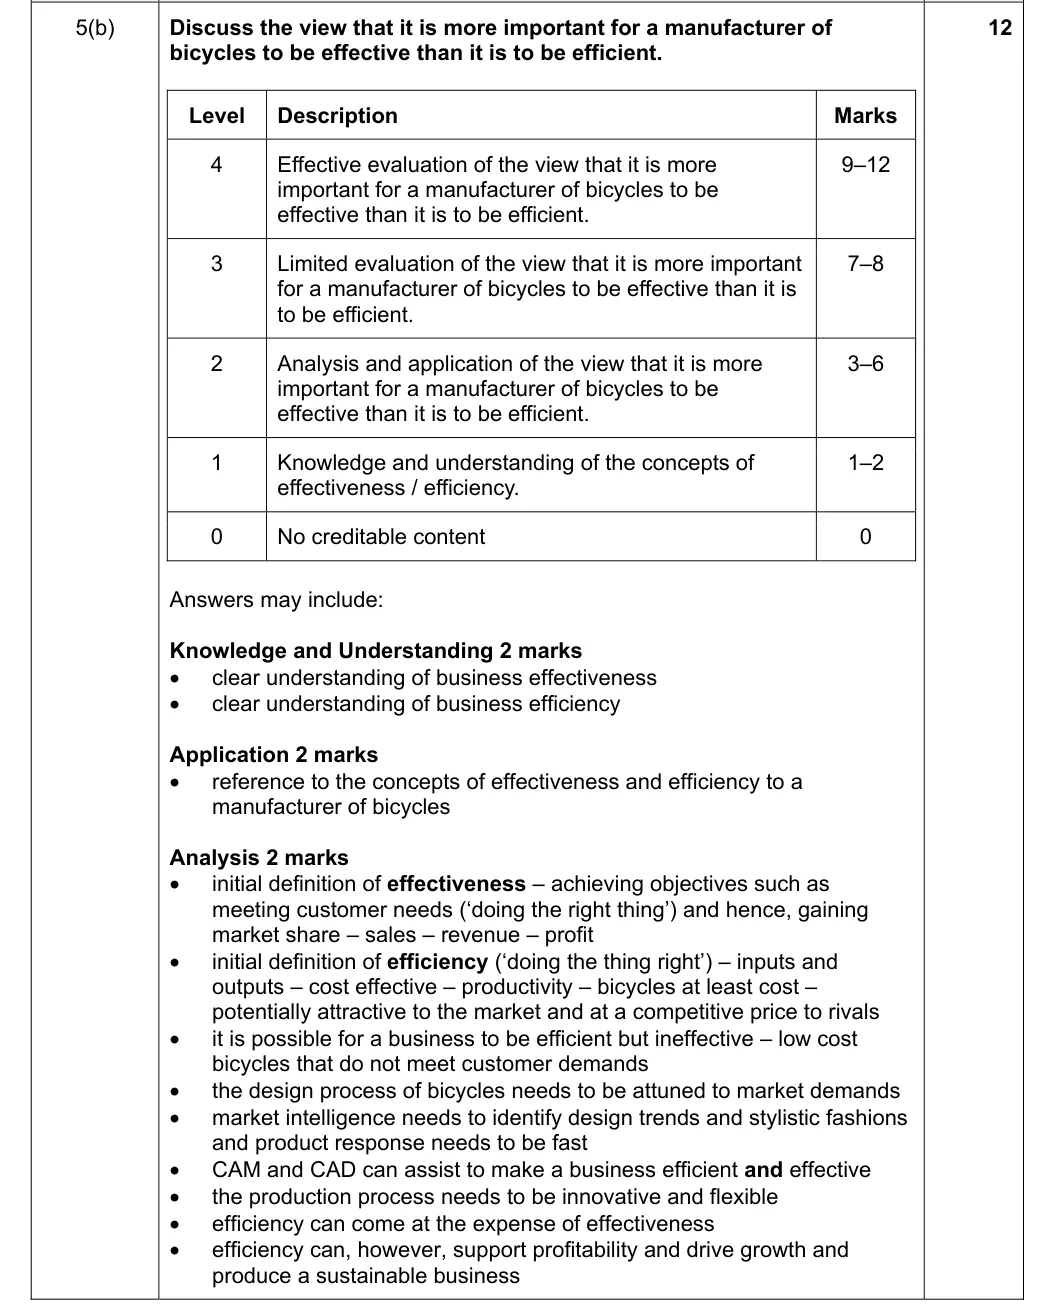 5(b)
Discuss the view that it is more important for a manufacturer of
bicycles to be effective than it is to be efficient.
12
Level Description Marks
4 Effective evaluation of the view that it is more 9–12
important for a manufacturer of bicycles to be
effective than it is to be efficient.
3 Limited evaluation of the view that it is more important 7–8
for a manufacturer of bicycles to be effective than it is
to be efficient.
2 Analysis and application of the view that it is more 3–6
important for a manufacturer of bicycles to be
effective than it is to be efficient.
1 Knowledge and understanding of the concepts of 1–2
effectiveness / efficiency.
0 No creditable content 0
Answers may include:
Knowledge and Understanding 2 marks
• clear understanding of business effectiveness
• clear understanding of business efficiency
Application 2 marks
• reference to the concepts of effectiveness and efficiency to a
manufacturer of bicycles
Analysis 2 marks
• initial definition of effectiveness – achieving objectives such as
meeting customer needs (‘doing the right thing’) and hence, gaining
market share – sales – revenue – profit
• initial definition of efficiency (‘doing the thing right’) – inputs and
outputs – cost effective – productivity – bicycles at least cost –
potentially attractive to the market and at a competitive price to rivals
• it is possible for a business to be efficient but ineffective – low cost
bicycles that do not meet customer demands
• the design process of bicycles needs to be attuned to market demands
• market intelligence needs to identify design trends and stylistic fashions
and product response needs to be fast
• CAM and CAD can assist to make a business efficient and effective
• the production process needs to be innovative and flexible
• efficiency can come at the expense of effectiveness
• efficiency can, however, support profitability and drive growth and
produce a sustainable business